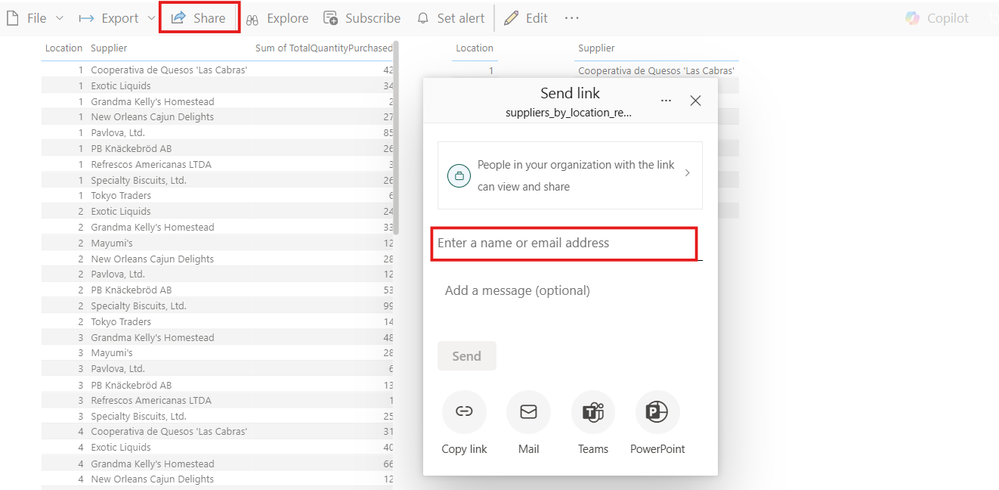 File Export Share Explore Subscribe Set alert Edit ... Copilot
Location Supplier Sum of TotalQuantityPurchased
1 Cooperativa de Quesos 'Las Cabras' 42
1 Exotic Liquids 34
1 Grandma Kelly's Homestead 2
1 New Orleans Cajun Delights 27
1 Pavlova, Ltd. 85
1 PB Knäckebröd AB 26
1 Refrescos Americanas LTDA 3
1 Specialty Biscuits, Ltd. 26
1 Tokyo Traders 6
2 Exotic Liquids 24
2 Grandma Kelly's Homestead 33
2 Mayumi's 12
2 New Orleans Cajun Delights 28
2 Pavlova, Ltd. 12
2 PB Knäckebröd AB 53
2 Specialty Biscuits, Ltd. 99
2 Tokyo Traders 14
3 Grandma Kelly's Homestead 48
3 Mayumi's 28
3 Pavlova, Ltd. 6
3 PB Knäckebröd AB 13
3 Refrescos Americanas LTDA 1
3 Specialty Biscuits, Ltd. 25
4 Cooperativa de Quesos 'Las Cabras' 31
4 Exotic Liquids 40
4 Grandma Kelly's Homestead 66
4 New Orleans Cajun Delights 12
Location Supplier
1 Cooperativa de Quesos 'Las Cabras'
Send link
suppliers_by_location_re...
People in your organization with the link
can view and share
Enter a name or email address
Add a message (optional)
Send
Copy link Mail Teams PowerPoint